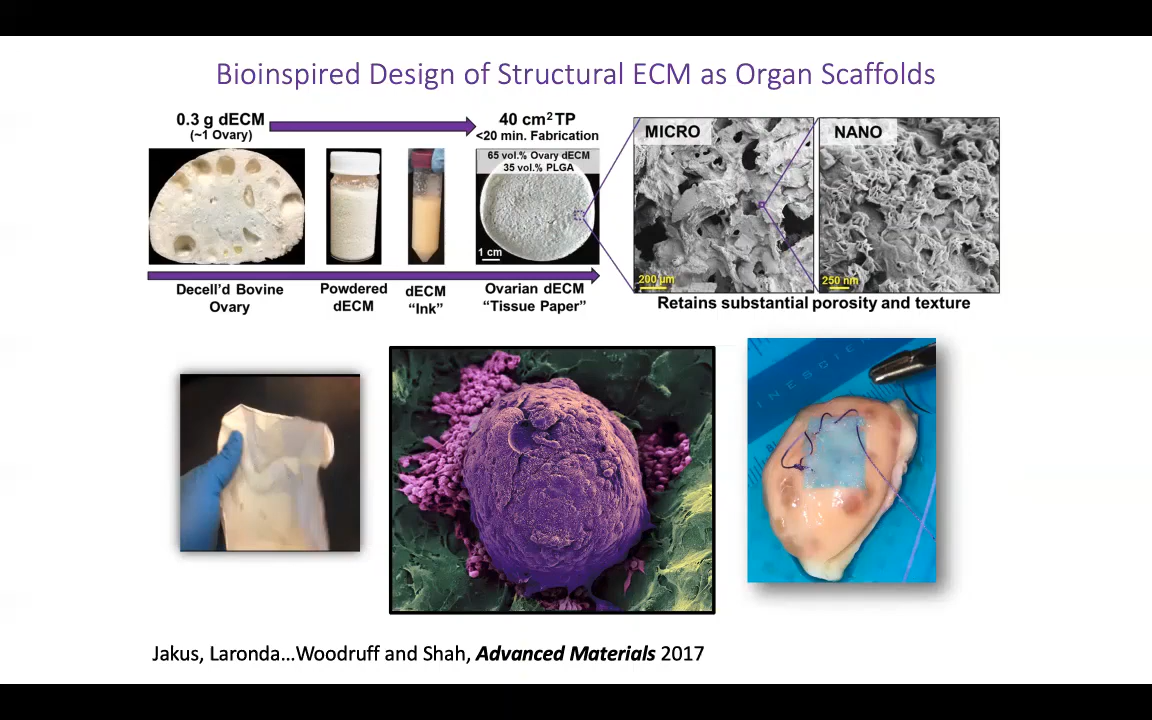 Bioinspired Design of Structural ECM as Organ Scaffolds
0.3 g dECM
(~1 Ovary)
40 cm² TP
<20 min. Fabrication
65 vol.% Ovary dECM
35 vol.% PLGA
1 cm
Decell’d Bovine
Ovary
Powdered
dECM
dECM
“Ink”
Ovarian dECM
“Tissue Paper”
MICRO
200 µm
NANO
250 nm
Retains substantial porosity and texture
INESCIEN
Jakus, Laronda...Woodruff and Shah, Advanced Materials 2017